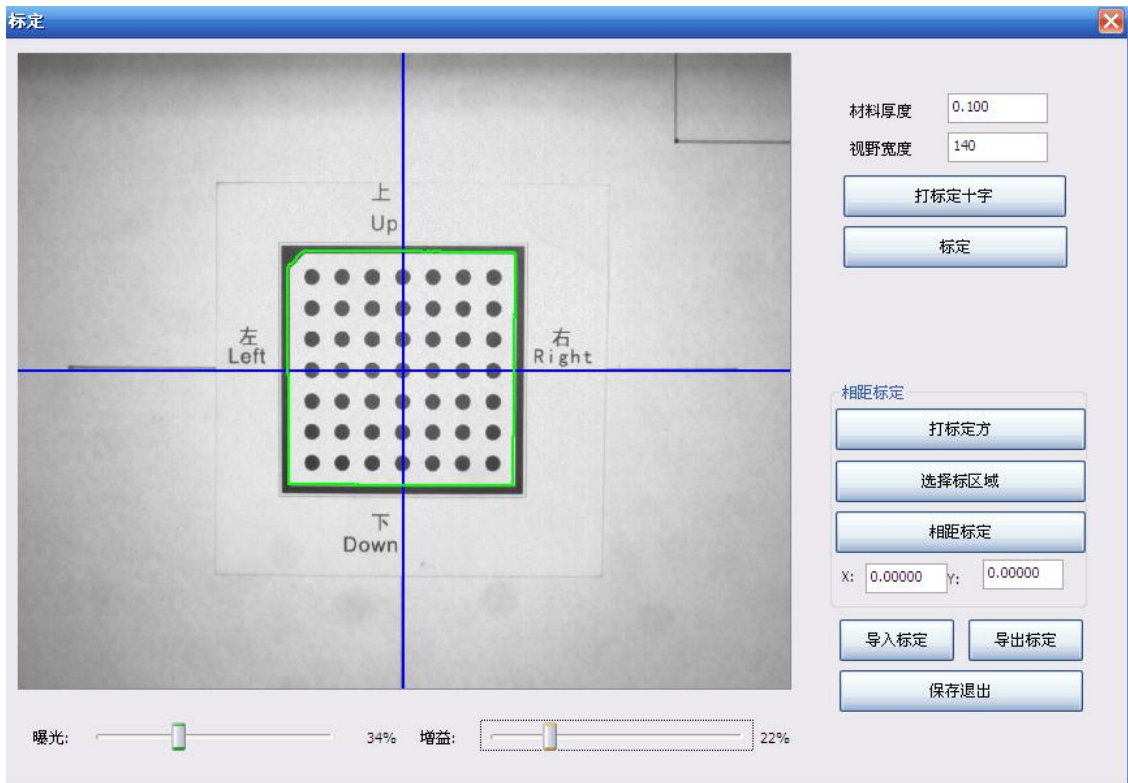 标定
上
Up
左
Left
右
Right
下
Down
材料厚度 0.100
视野宽度 140
打标定十字
标定
相距标定
打标定方
选择标区域
相距标定
X: 0.00000 Y: 0.00000
导入标定 导出标定
保存退出
曝光: 34% 增益: 22%